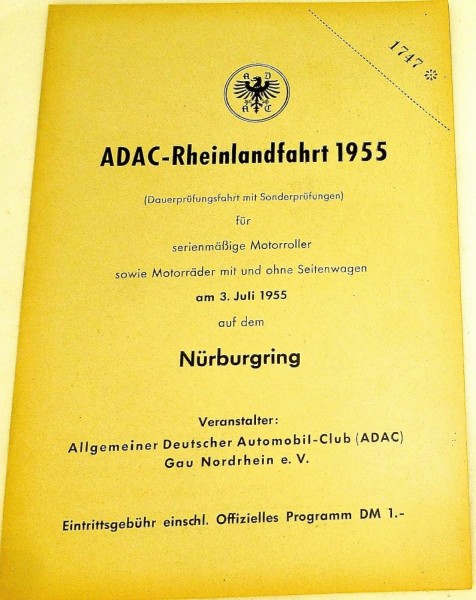 1747 ※
A D
A C
ADAC-Rheinlandfahrt 1955
(Dauerprüfungsfahrt mit Sonderprüfungen)
für
serienmäßige Motorroller
sowie Motorräder mit und ohne Seitenwagen
am 3. Juli 1955
auf dem
Nürburgring
Veranstalter:
Allgemeiner Deutscher Automobil-Club (ADAC)
Gau Nordrhein e. V.
Eintrittsgebühr einschl. Offizielles Programm DM 1.-